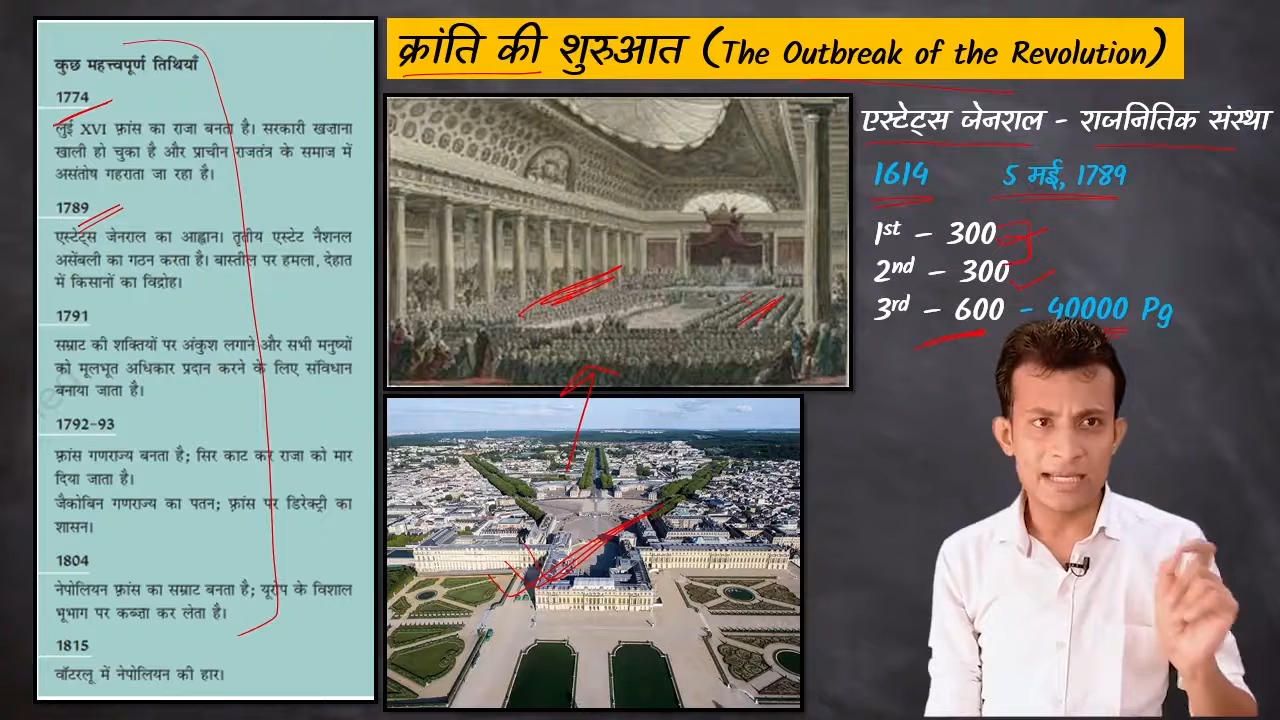 कुछ महत्त्वपूर्ण तिथियाँ
1774
लुई XVI फ़्रांस का राजा बनता है। सरकारी खज़ाना
खाली हो चुका है और प्राचीन राजतंत्र के समाज में
असंतोष गहराता जा रहा है।
1789
एस्टेट्स जेनराल का आह्वान। तृतीय एस्टेट नैशनल
असेंबली का गठन करता है। बास्तील पर हमला, देहात
में किसानों का विद्रोह।
1791
सम्राट की शक्तियों पर अंकुश लगाने और सभी मनुष्यों
को मूलभूत अधिकार प्रदान करने के लिए संविधान
बनाया जाता है।
1792-93
फ़्रांस गणराज्य बनता है; सिर काट कर राजा को मार
दिया जाता है।
जैकोबिन गणराज्य का पतन; फ़्रांस पर डिरेक्ट्री का
शासन।
1804
नेपोलियन फ़्रांस का सम्राट बनता है; यूरोप के विशाल
भूभाग पर कब्ज़ा कर लेता है।
1815
वॉटरलू में नेपोलियन की हार।
क्रांति की शुरुआत (The Outbreak of the Revolution)
एस्टेट्स जेनराल - राजनितिक संस्था
1614 5 मई, 1789
1st - 300
2nd - 300
3rd - 600 - 40000 Pg